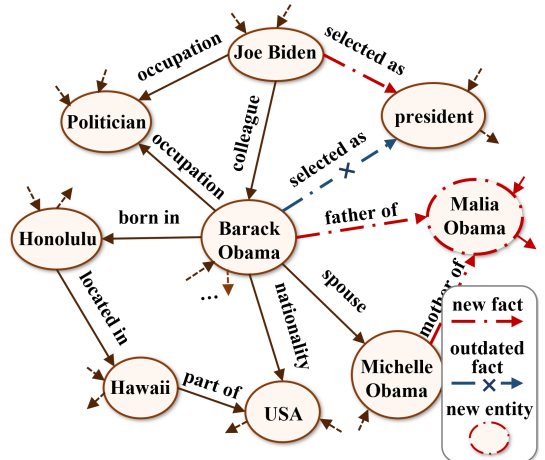 occupation
Joe Biden
selected as
Politician
colleague
president
occupation
selected as
Honolulu
born in
Barack
Obama
father of
Malia
Obama
located in
...
nationality
spouse
mother of
new fact
outdated
fact
new entity
Michelle
Obama
Hawaii
part of
USA